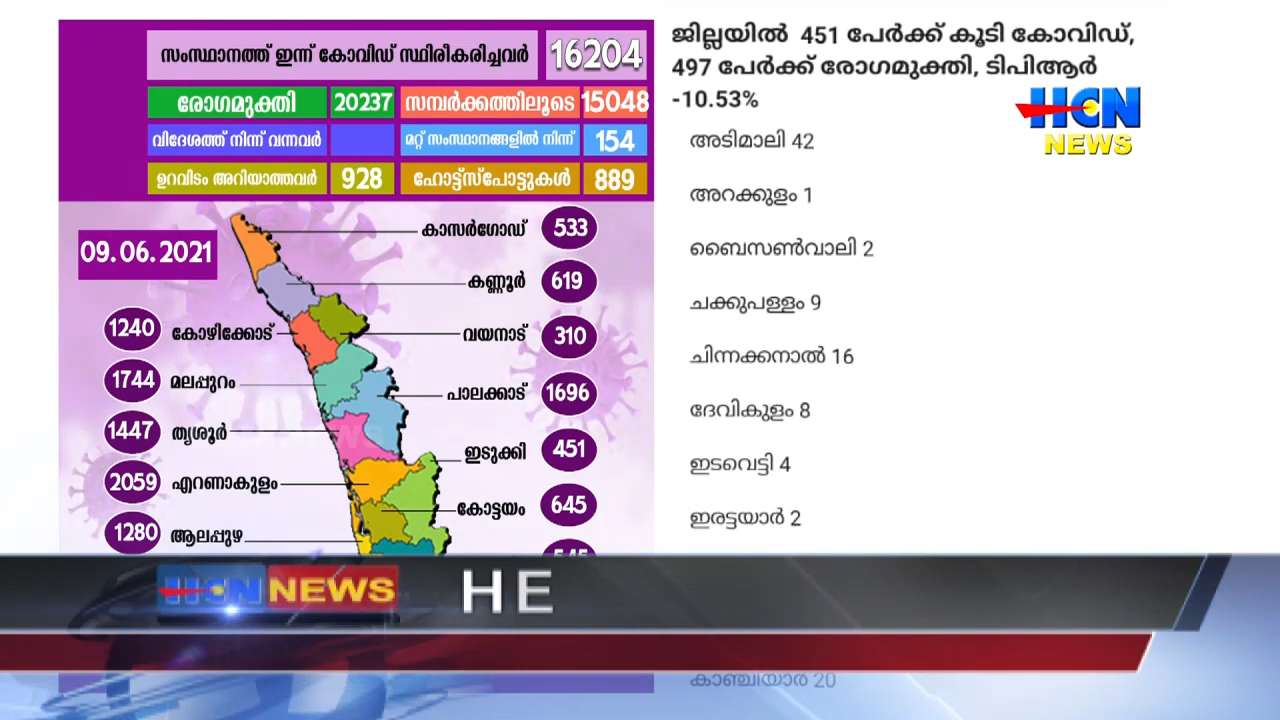 സംസ്ഥാനത്ത് ഇന്ന് കോവിഡ് സ്ഥിരീകരിച്ചവർ 16204
രോഗമുക്തി 20237 സമ്പർക്കത്തിലൂടെ 15048
വിദേശത്ത് നിന്ന് വന്നവർ മറ്റ് സംസ്ഥാനങ്ങളിൽ നിന്ന് 154
ഉറവിടം അറിയാത്തവർ 928 ഹോട്ട്സ്പോട്ടുകൾ 889
09.06.2021
കാസർഗോഡ് 533
കണ്ണൂർ 619
1240 കോഴിക്കോട്
വയനാട് 310
1744 മലപ്പുറം
പാലക്കാട് 1696
1447 തൃശൂർ
ഇടുക്കി 451
2059 എറണാകുളം
കോട്ടയം 645
1280 ആലപ്പുഴ
ജില്ലയിൽ 451 പേർക്ക് കൂടി കോവിഡ്,
497 പേർക്ക് രോഗമുക്തി, ടിപിആർ
-10.53%
HCN
NEWS
അടിമാലി 42
അറക്കുളം 1
ബൈസൺവാലി 2
ചക്കുപള്ളം 9
ചിന്നക്കനാൽ 16
ദേവികുളം 8
ഇടവെട്ടി 4
ഇരട്ടയാർ 2
HCN NEWS HE
കാഞ്ചിയാർ 20